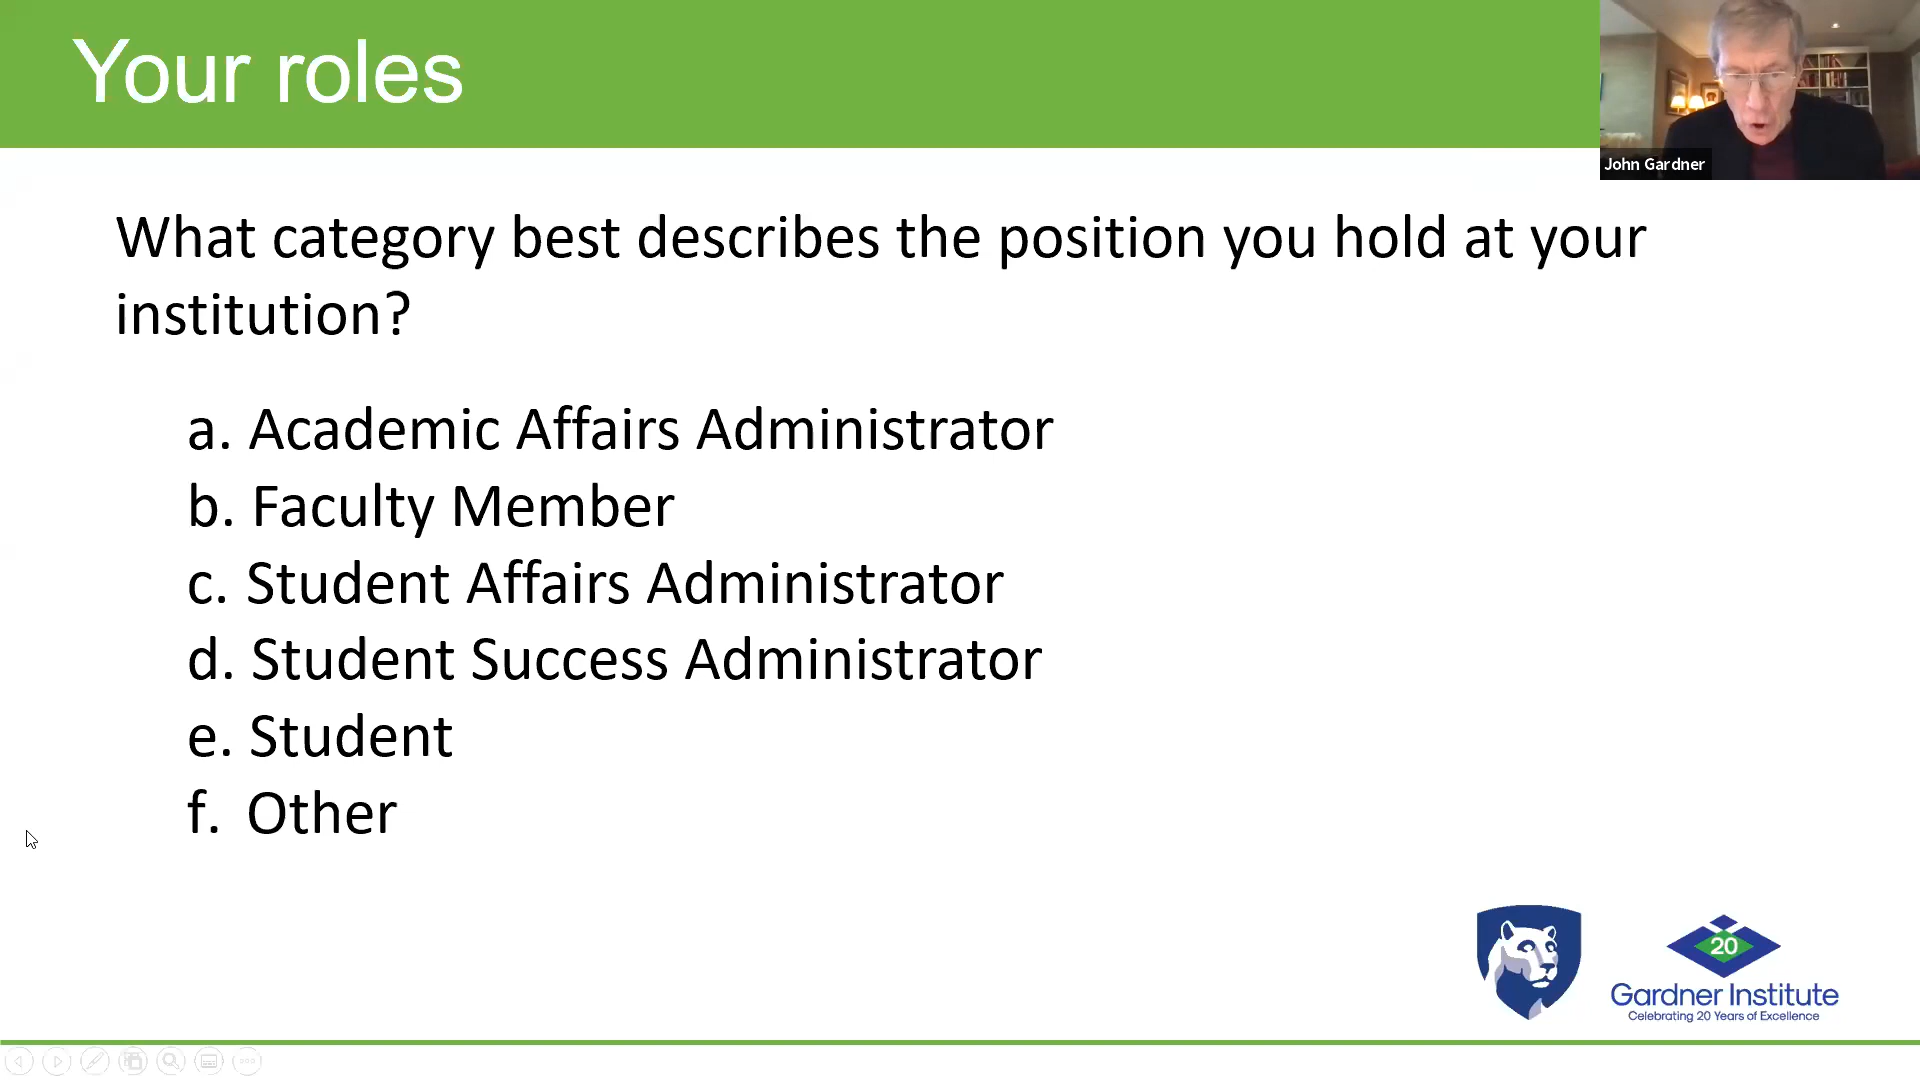 Your roles
John Gardner
What category best describes the position you hold at your
institution?
a. Academic Affairs Administrator
b. Faculty Member
c. Student Affairs Administrator
d. Student Success Administrator
e. Student
f. Other
20
Gardner Institute
Celebrating 20 Years of Excellence